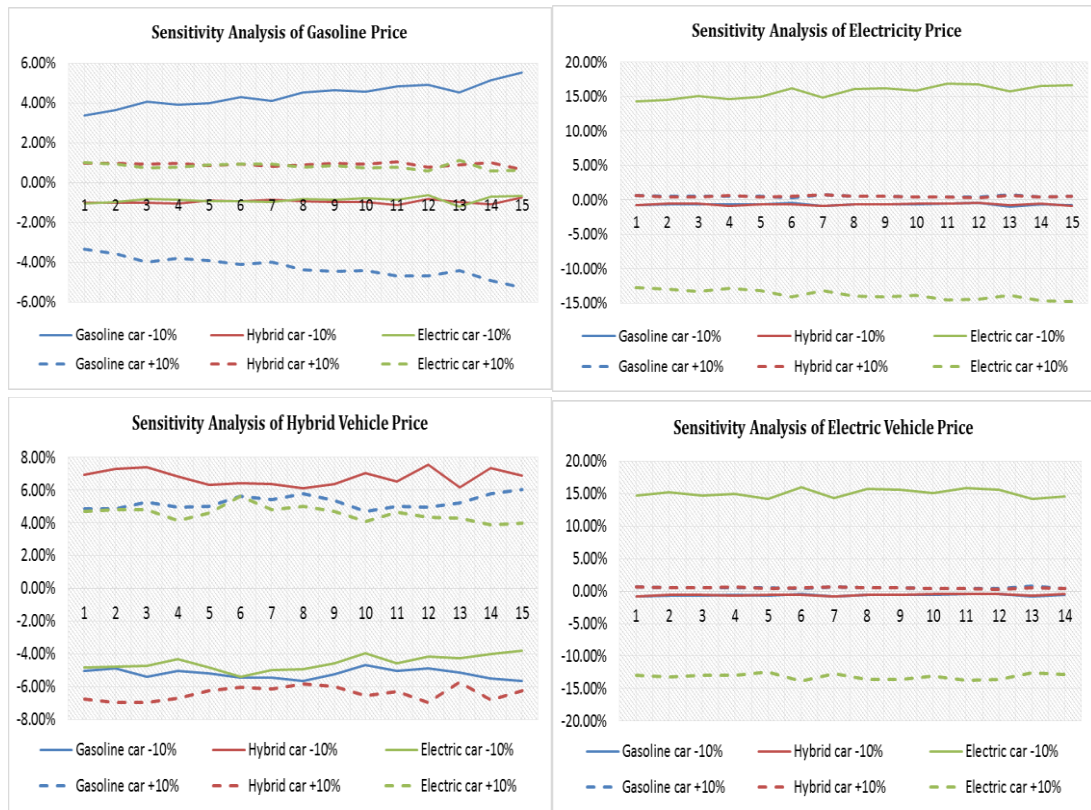 Sensitivity Analysis of Gasoline Price
6.00%
4.00%
2.00%
0.00%
-2.00%
-4.00%
-6.00%
1 2 3 4 5 6 7 8 9 10 11 12 13 14 15
Gasoline car -10% Hybrid car -10% Electric car -10%
Gasoline car +10% Hybrid car +10% Electric car +10%
Sensitivity Analysis of Electricity Price
20.00%
15.00%
10.00%
5.00%
0.00%
-5.00%
-10.00%
-15.00%
1 2 3 4 5 6 7 8 9 10 11 12 13 14 15
Gasoline car -10% Hybrid car -10% Electric car -10%
Gasoline car +10% Hybrid car +10% Electric car +10%
Sensitivity Analysis of Hybrid Vehicle Price
8.00%
6.00%
4.00%
2.00%
0.00%
-2.00%
-4.00%
-6.00%
-8.00%
1 2 3 4 5 6 7 8 9 10 11 12 13 14 15
Gasoline car -10% Hybrid car -10% Electric car -10%
Gasoline car +10% Hybrid car +10% Electric car +10%
Sensitivity Analysis of Electric Vehicle Price
20.00%
15.00%
10.00%
5.00%
0.00%
-5.00%
-10.00%
-15.00%
-20.00%
1 2 3 4 5 6 7 8 9 10 11 12 13 14
Gasoline car -10% Hybrid car -10% Electric car -10%
Gasoline car +10% Hybrid car +10% Electric car +10%